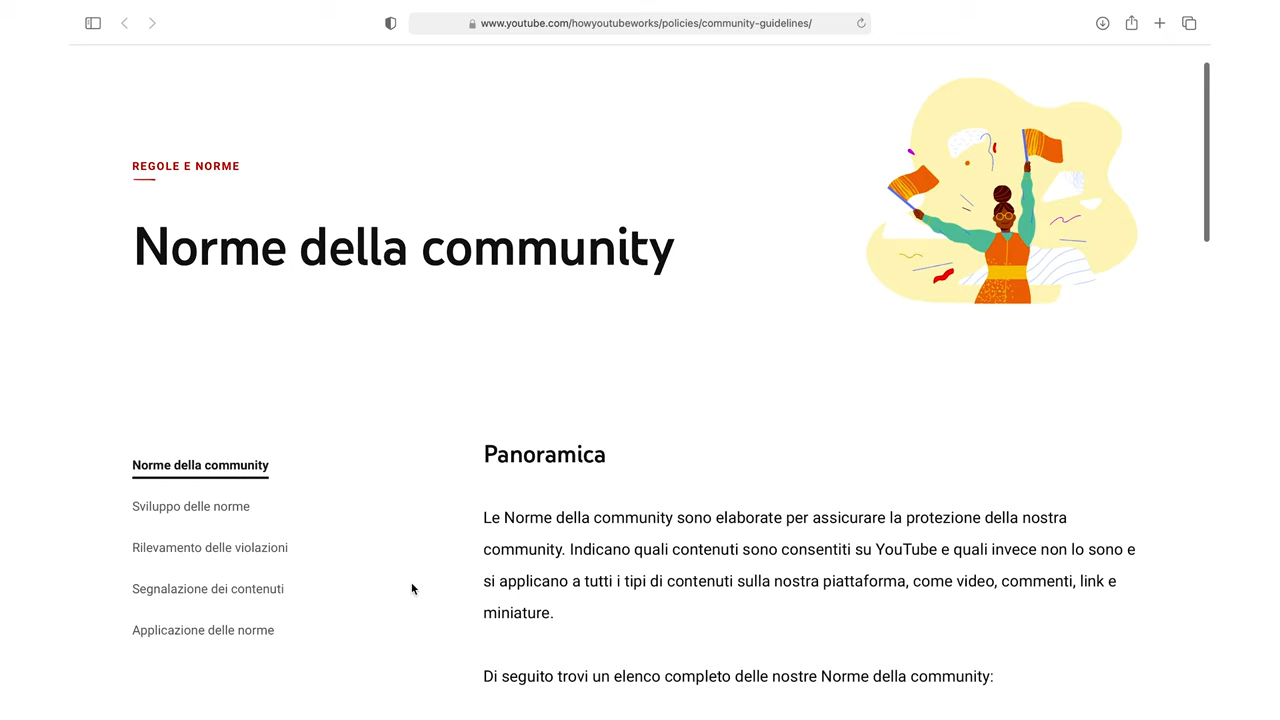 www.youtube.com/howyoutubeworks/policies/community-guidelines/
REGOLE E NORME
Norme della community
Norme della community
Sviluppo delle norme
Rilevamento delle violazioni
Segnalazione dei contenuti
Applicazione delle norme
Panoramica
Le Norme della community sono elaborate per assicurare la protezione della nostra
community. Indicano quali contenuti sono consentiti su YouTube e quali invece non lo sono e
si applicano a tutti i tipi di contenuti sulla nostra piattaforma, come video, commenti, link e
miniature.
Di seguito trovi un elenco completo delle nostre Norme della community: